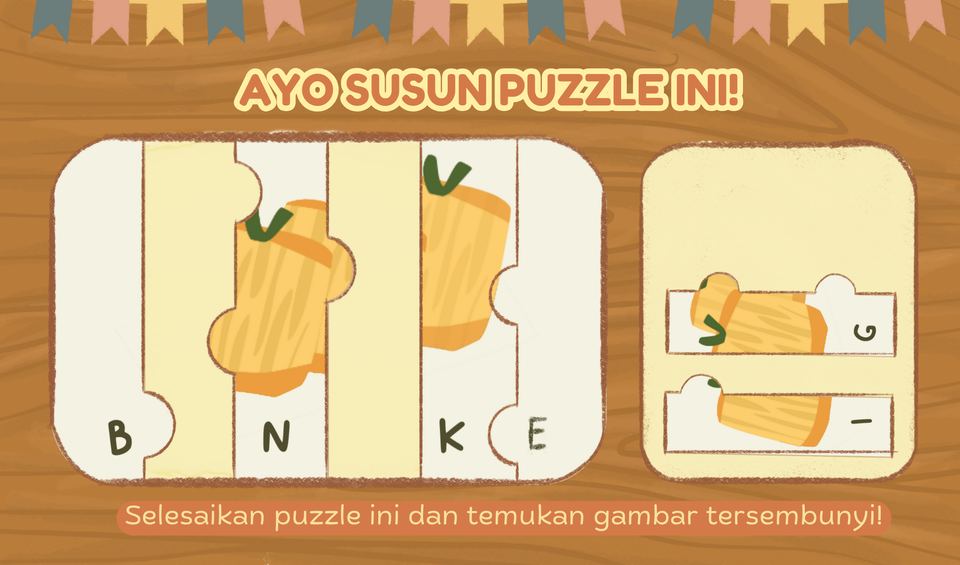 AYO SUSUN PUZZLE INI!
B N K E
G
I
Selesaikan puzzle ini dan temukan gambar tersembunyi!